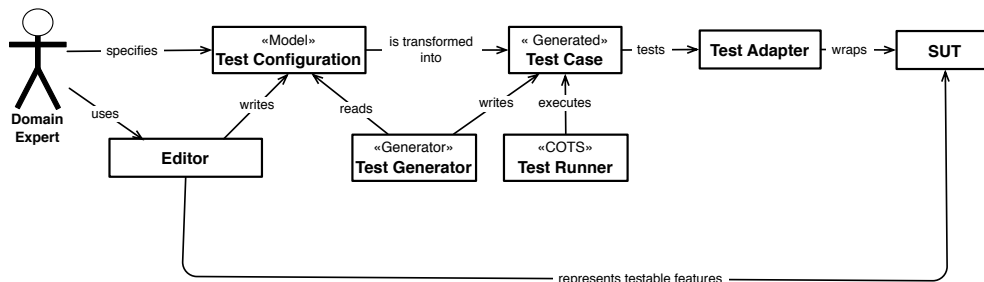 specifies
uses
Domain
Expert
«Model»
Test Configuration
is transformed
into
« Generated»
Test Case
tests
Test Adapter
wraps
SUT
writes
reads
writes
executes
Editor
«Generator»
Test Generator
«COTS»
Test Runner
represents testable features